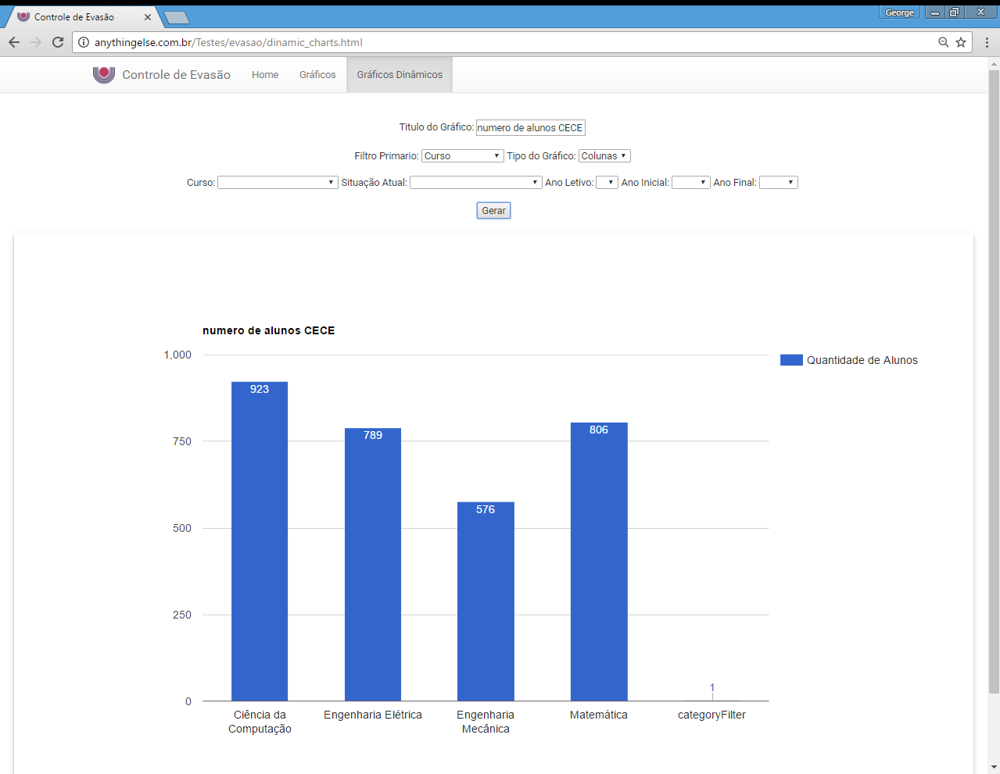 Controle de Evasão
George
anythingelse.com.br/Testes/evasao/dinamic_charts.html
Controle de Evasão Home Gráficos Gráficos Dinâmicos
Titulo do Gráfico: numero de alunos CECE
Filtro Primario: Curso Tipo do Gráfico: Colunas
Curso: Situação Atual: Ano Letivo: Ano Inicial: Ano Final:
Gerar
numero de alunos CECE
Quantidade de Alunos
1,000
750
500
250
0
923
789
576
806
1
Ciência da
Computação
Engenharia Elétrica
Engenharia
Mecânica
Matemática
categoryFilter